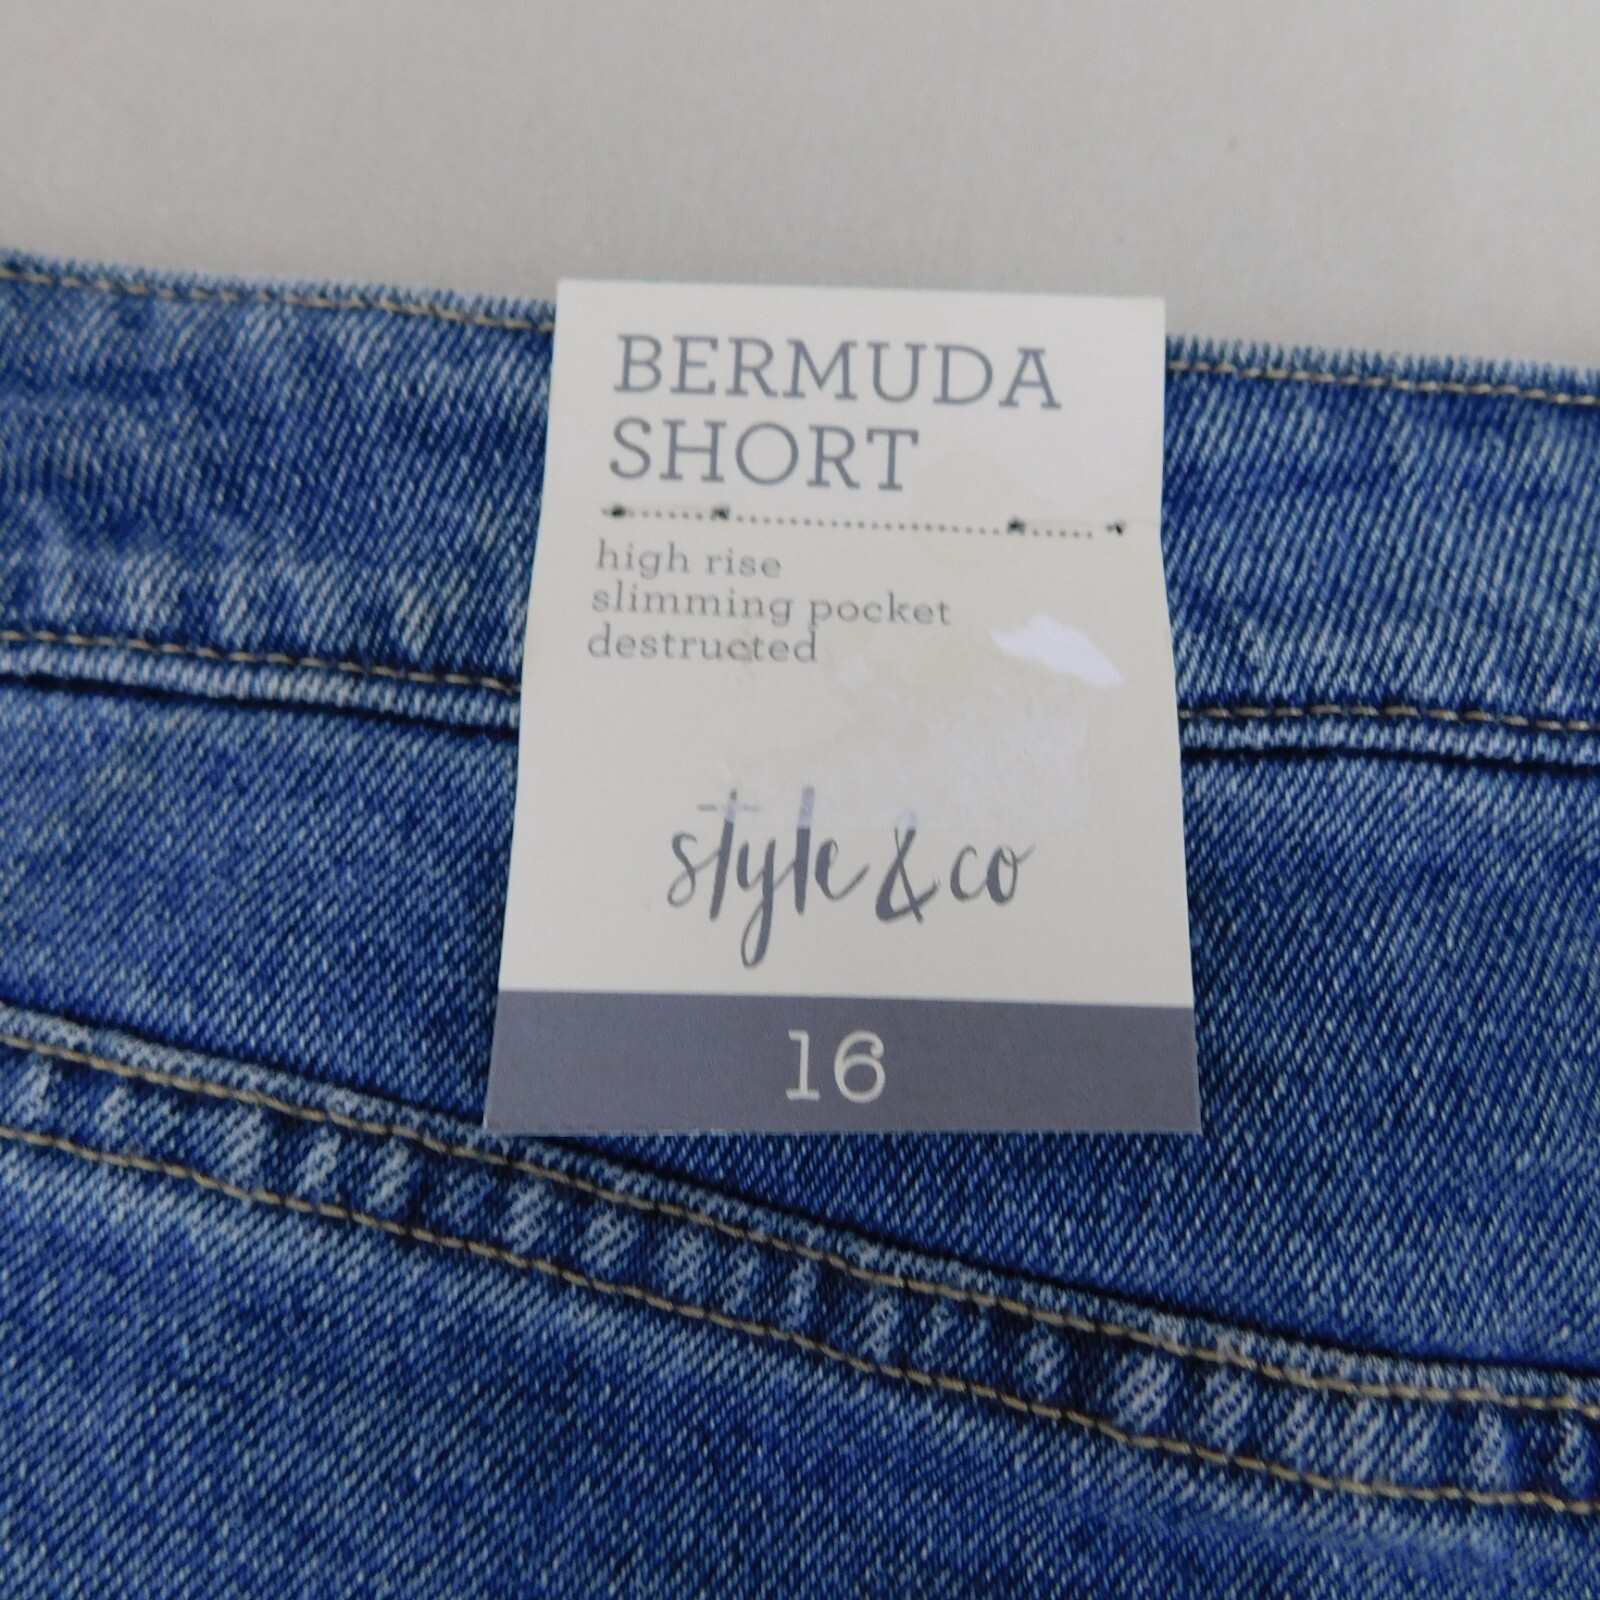 BERMUDA
SHORT
high rise
slimming pocket
destructed
style & co
16